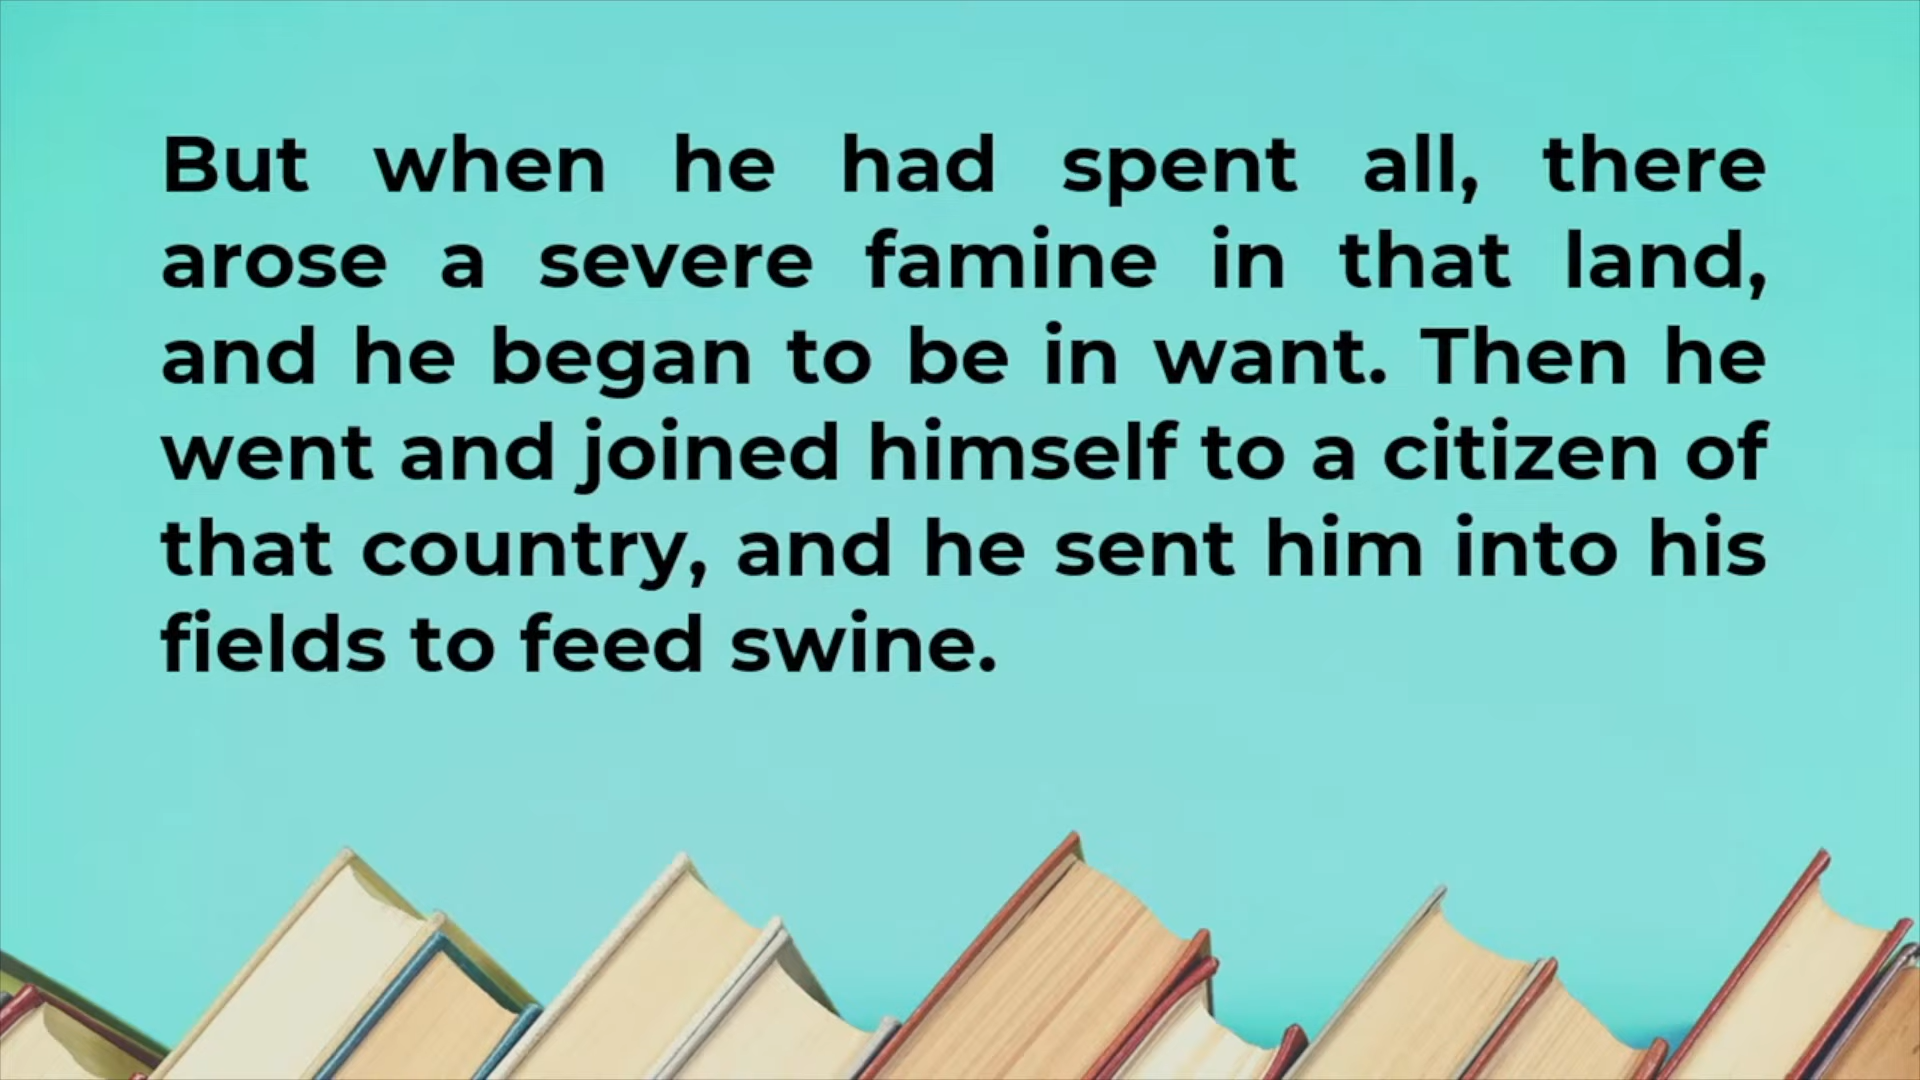 But when he had spent all, there
arose a severe famine in that land,
and he began to be in want. Then he
went and joined himself to a citizen of
that country, and he sent him into his
fields to feed swine.